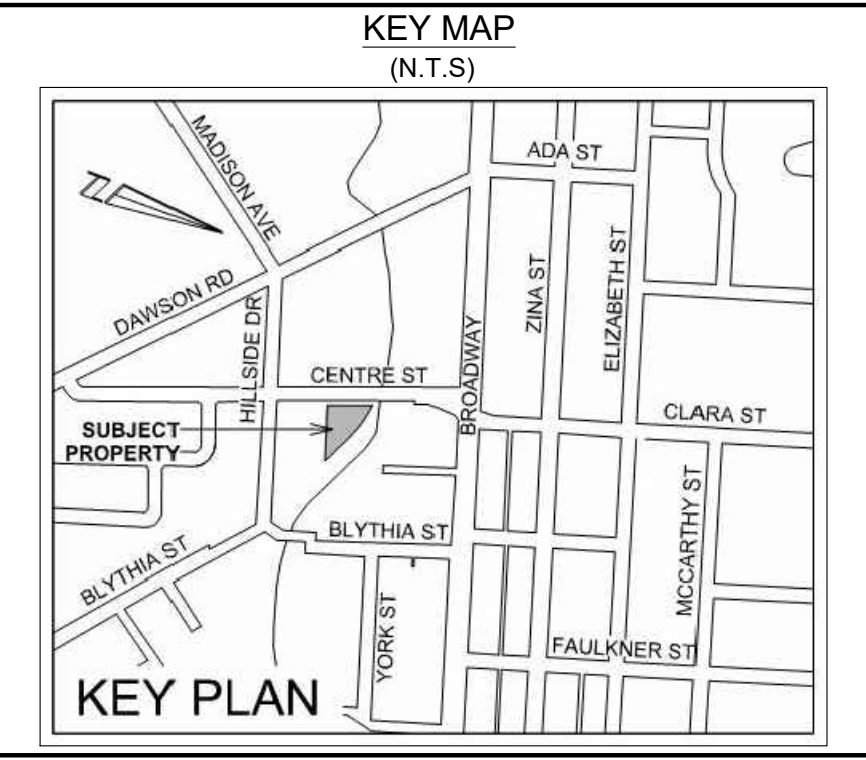 KEY MAP
(N.T.S)
MADISON AVE
ADA ST
DAWSON RD
HILLSIDE DR
ZINA ST
ELIZABETH ST
BROADWAY
CENTRE ST
CLARA ST
SUBJECT
PROPERTY
MCCARTHY ST
BLYTHIA ST
BLYTHIA ST
YORK ST
FAULKNER ST
KEY PLAN